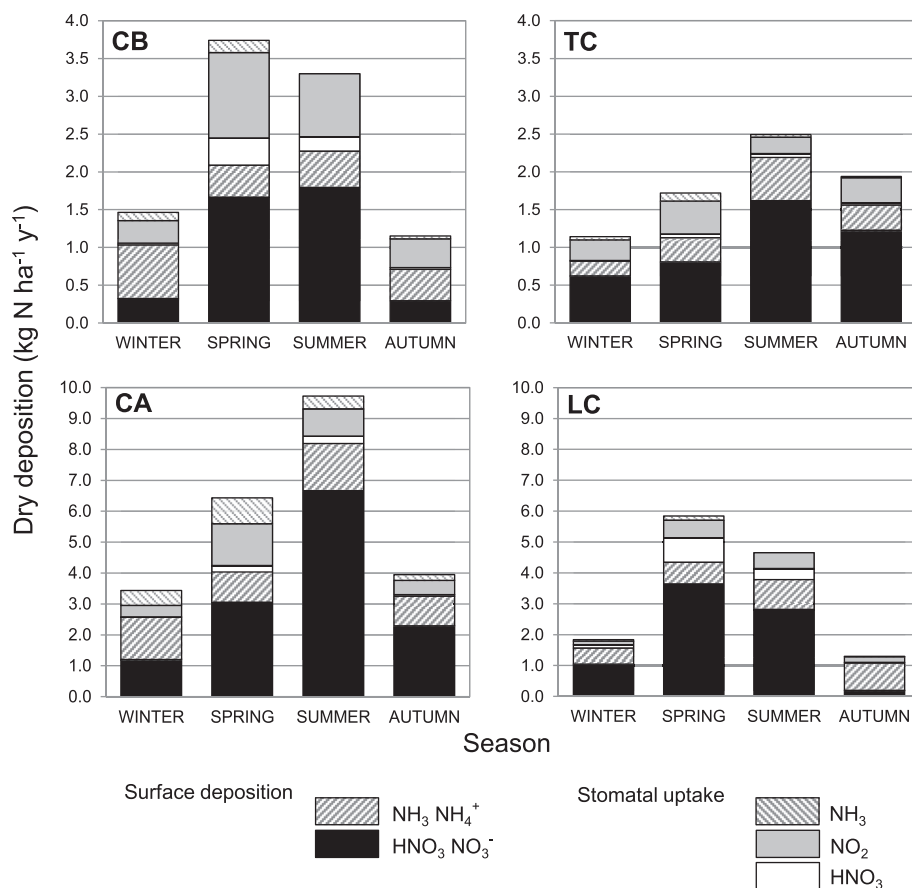 Dry deposition (kg N ha⁻¹ y⁻¹)
CB
4.0
3.5
3.0
2.5
2.0
1.5
1.0
0.5
0.0
WINTER SPRING SUMMER AUTUMN
TC
4.0
3.5
3.0
2.5
2.0
1.5
1.0
0.5
0.0
WINTER SPRING SUMMER AUTUMN
CA
10.0
9.0
8.0
7.0
6.0
5.0
4.0
3.0
2.0
1.0
0.0
WINTER SPRING SUMMER AUTUMN
LC
10.0
9.0
8.0
7.0
6.0
5.0
4.0
3.0
2.0
1.0
0.0
WINTER SPRING SUMMER AUTUMN
Season
Surface deposition
NH₃ NH₄⁺
HNO₃ NO₃⁻
Stomatal uptake
NH₃
NO₂
HNO₃